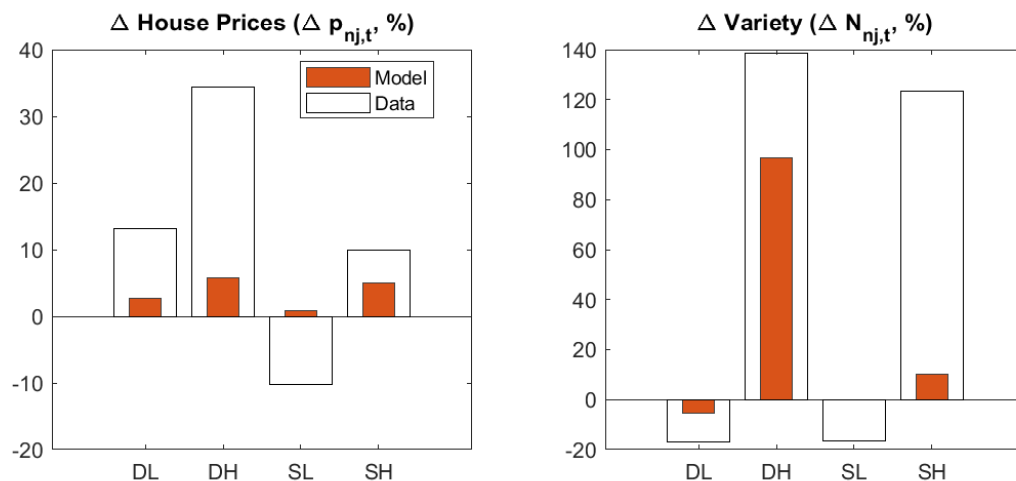 Δ House Prices (Δ p_{nj,t}, %)
40
30
20
10
0
-10
-20
DL DH SL SH
Model
Data
Δ Variety (Δ N_{nj,t}, %)
140
120
100
80
60
40
20
0
-20
DL DH SL SH